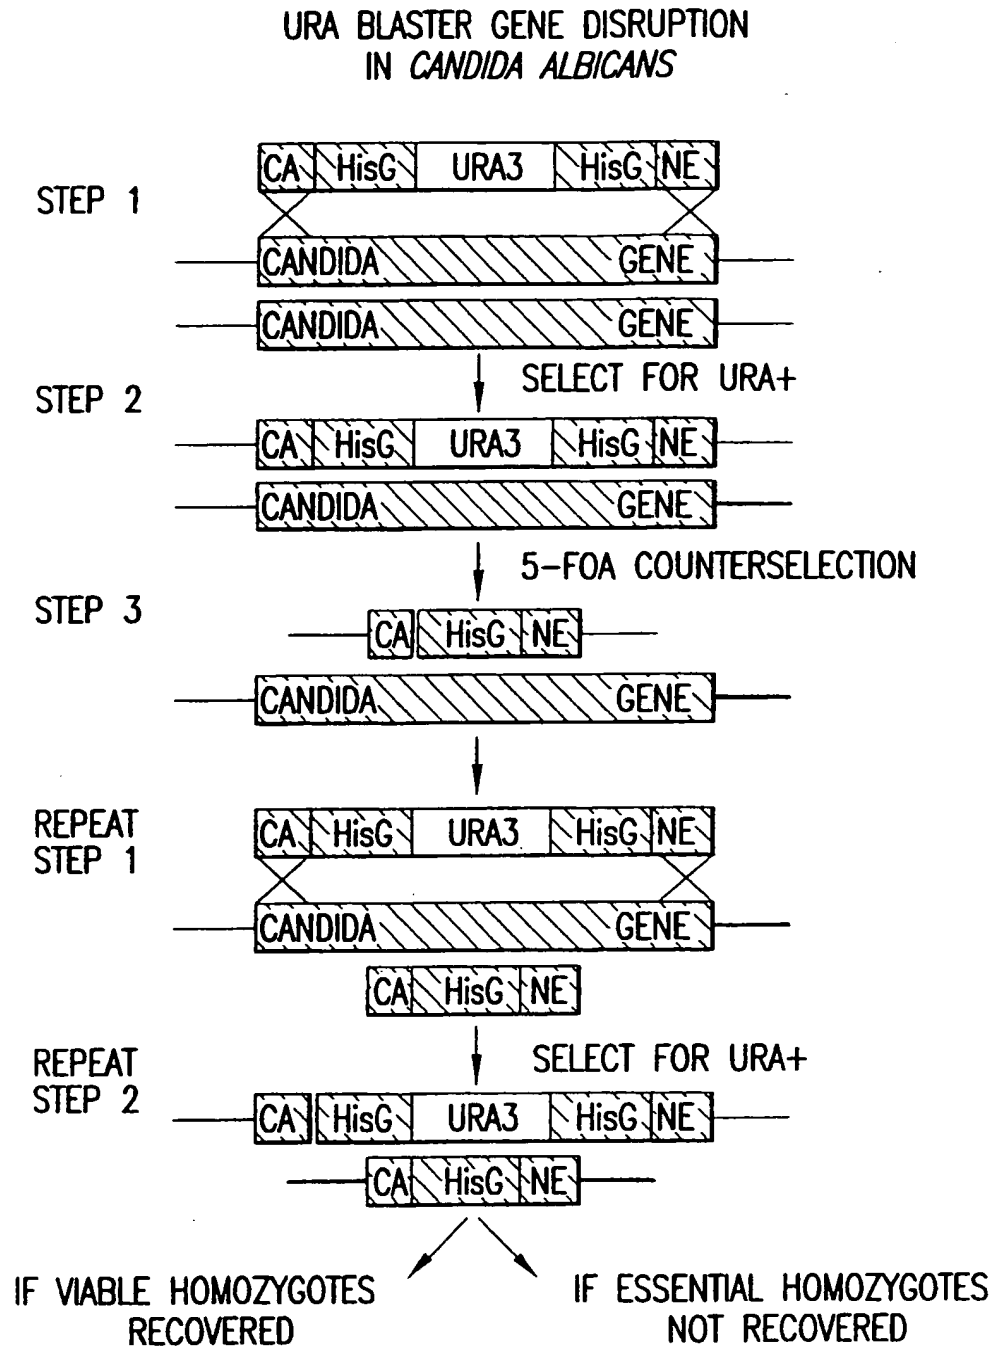 URA BLASTER GENE DISRUPTION
IN CANDIDA ALBICANS
CA HisG URA3 HisG NE
STEP 1
CANDIDA GENE
CANDIDA GENE
SELECT FOR URA+
STEP 2
CA HisG URA3 HisG NE
CANDIDA GENE
5-FOA COUNTERSELECTION
STEP 3
CA HisG NE
CANDIDA GENE
REPEAT
STEP 1
CA HisG URA3 HisG NE
CANDIDA GENE
CA HisG NE
REPEAT
STEP 2
SELECT FOR URA+
CA HisG URA3 HisG NE
CA HisG NE
IF VIABLE HOMOZYGOTES
RECOVERED
IF ESSENTIAL HOMOZYGOTES
NOT RECOVERED